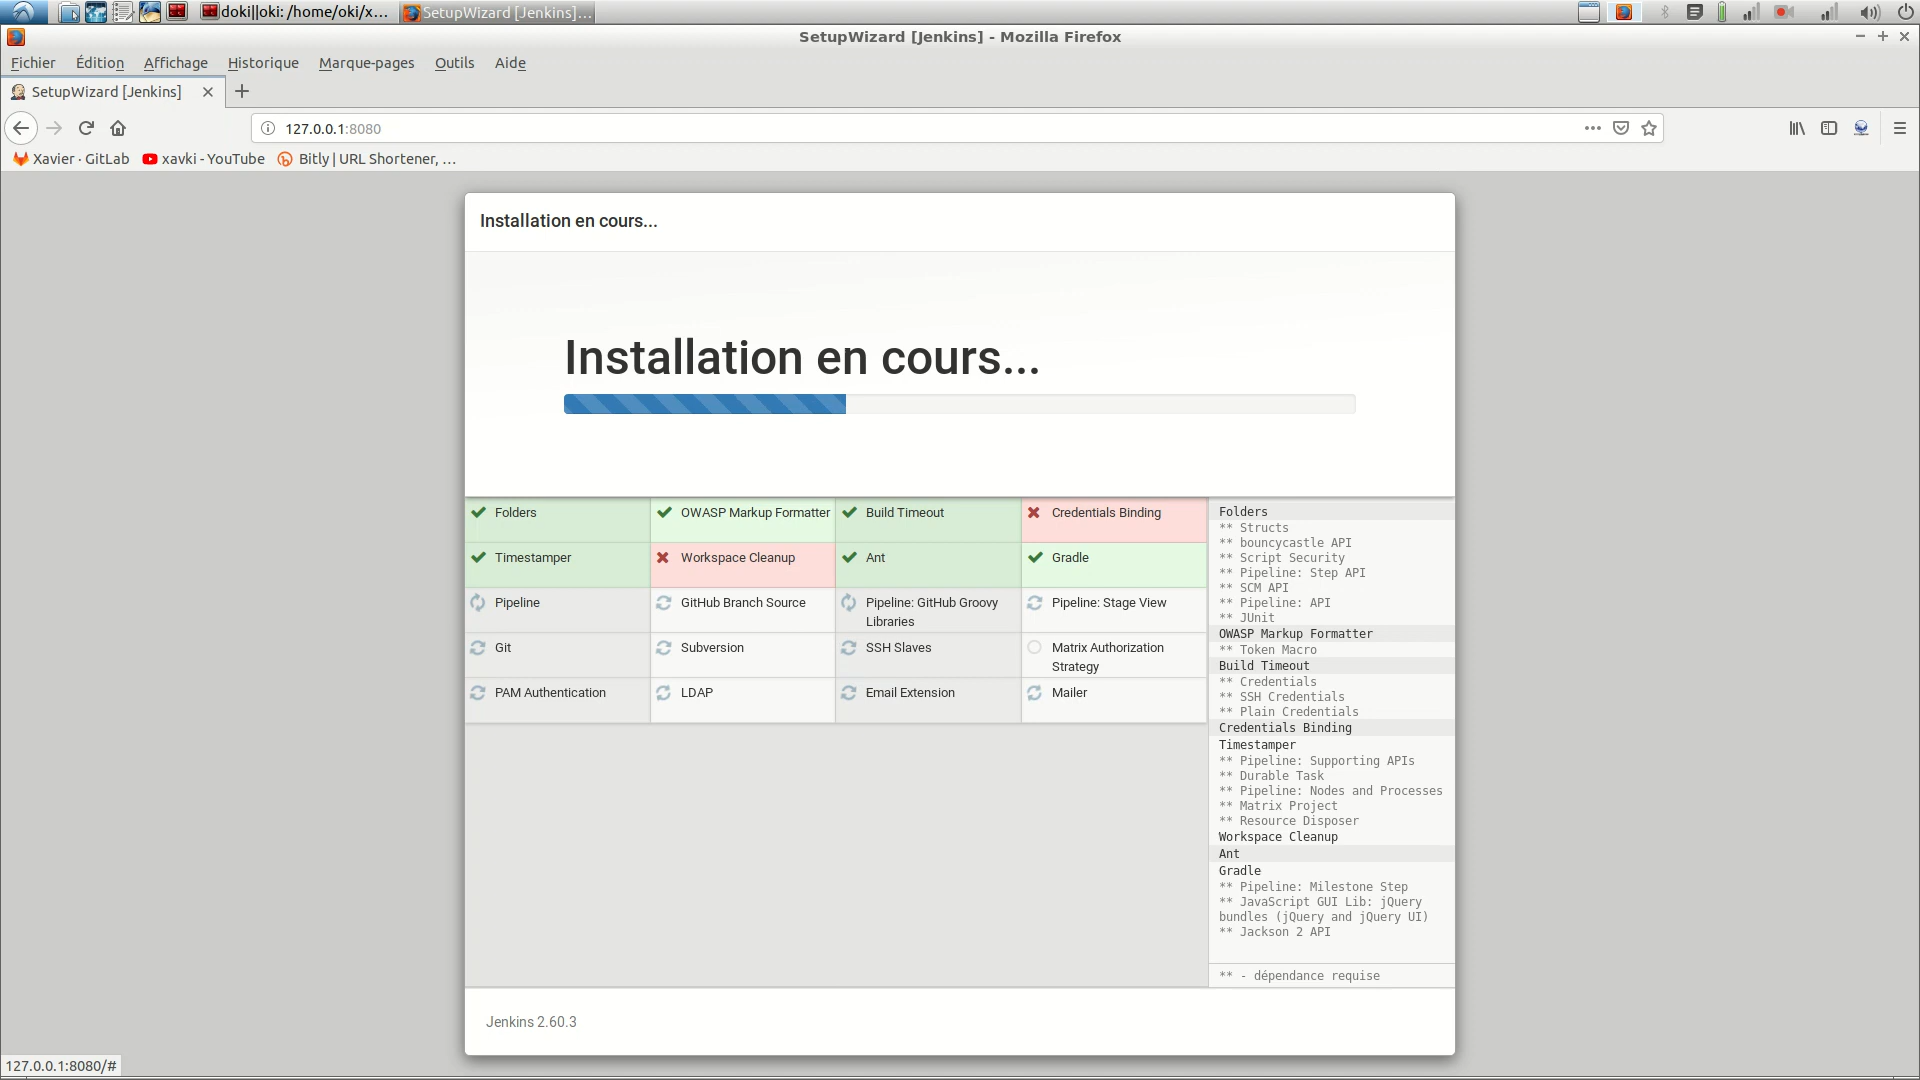 doki||oki: /home/oki/x...
SetupWizard [Jenkins]...
SetupWizard [Jenkins] - Mozilla Firefox
Fichier Édition Affichage Historique Marque-pages Outils Aide
SetupWizard [Jenkins]
127.0.0.1:8080
Xavier · GitLab xavki - YouTube Bitly | URL Shortener, ...
Installation en cours...
Installation en cours...
Folders OWASP Markup Formatter Build Timeout Credentials Binding
Timestamper Workspace Cleanup Ant Gradle
Pipeline GitHub Branch Source Pipeline: GitHub Groovy Libraries Pipeline: Stage View
Git Subversion SSH Slaves Matrix Authorization Strategy
PAM Authentication LDAP Email Extension Mailer
Folders
** Structs
** bouncycastle API
** Script Security
** Pipeline: Step API
** SCM API
** Pipeline: API
** JUnit
OWASP Markup Formatter
** Token Macro
Build Timeout
** Credentials
** SSH Credentials
** Plain Credentials
Credentials Binding
Timestamper
** Pipeline: Supporting APIs
** Durable Task
** Pipeline: Nodes and Processes
** Matrix Project
** Resource Disposer
Workspace Cleanup
Ant
Gradle
** Pipeline: Milestone Step
** JavaScript GUI Lib: jQuery
bundles (jQuery and jQuery UI)
** Jackson 2 API
** - dépendance requise
Jenkins 2.60.3
127.0.0.1:8080/#